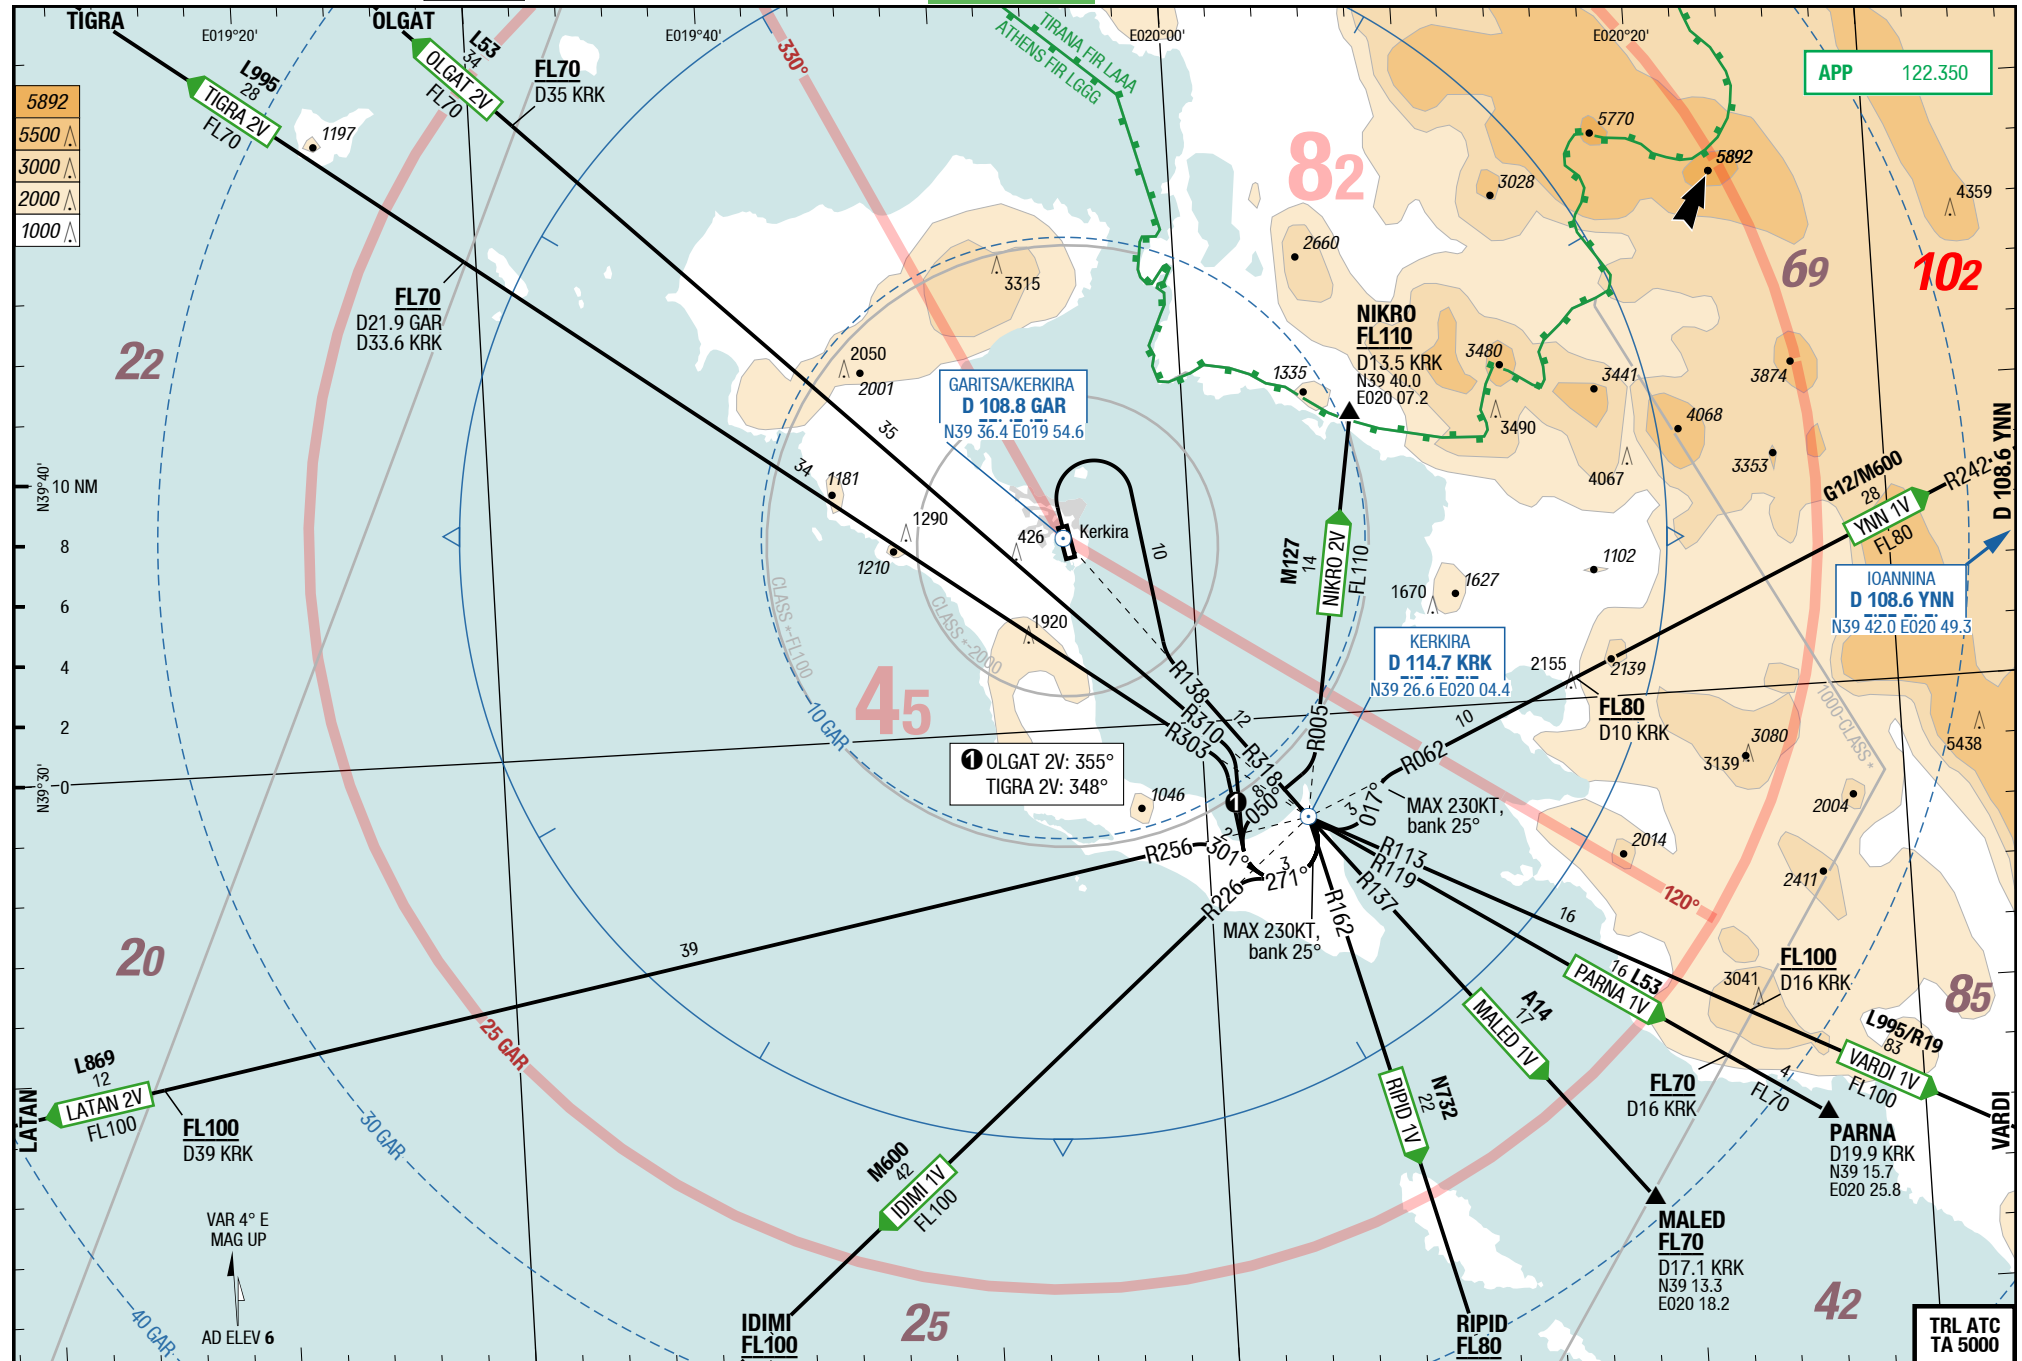 TIGRA
OLGAT
E019°20'
E019°40'
E020°00'
E020°20'
TIRANA FIR LAAA
ATHENS FIR LGGG
APP 122.350
5892
5500
3000
2000
1000
L995
28
TIGRA 2V
FL70
L53
34
OLGAT 2V
FL70
FL70
D35 KRK
330°
1197
82
5770
5892
3028
4359
2660
69
102
3315
FL70
D21.9 GAR
D33.6 KRK
22
2050
2001
NIKRO
FL110
D13.5 KRK
N39 40.0
E020 07.2
1335
3480
3441
3874
4068
3490
3353
4067
GARITSA/KERKIRA
D 108.8 GAR
N39 36.4 E019 54.6
35
34
1181
1290
1210
426
Kerkira
10
N39°40'
10 NM
8
6
4
2
0
N39°30'
G12/M600
28
YNN 1V
FL80
R242
D 108.6 YNN
IOANNINA
D 108.6 YNN
N39 42.0 E020 49.3
M127
14
NIKRO 2V
FL110
1102
1627
1670
CLASS *-FL100
CLASS *-2000
1920
KERKIRA
D 114.7 KRK
N39 26.6 E020 04.4
2155
2139
45
10 GAR
R138
R310
R303
12
R318
R005
10
R062
FL80
D10 KRK
1000-CLASS *
3080
3139
5438
2004
1 OLGAT 2V: 355°
TIGRA 2V: 348°
1046
1
8
050°
3
017°
MAX 230KT,
bank 25°
2
R256
301°
3
271°
R226
R113
R119
R137
R162
2014
2411
MAX 230KT,
bank 25°
120°
16
39
20
25 GAR
16 L53
PARNA 1V
3041
FL100
D16 KRK
85
A14
17
MALED 1V
L995/R19
83
VARDI 1V
FL100
L869
12
LATAN 2V
FL100
LATAN
FL100
D39 KRK
30 GAR
N732
22
RIPID 1V
FL70
D16 KRK
4
FL70
PARNA
D19.9 KRK
N39 15.7
E020 25.8
VARDI
M600
42
IDIMI 1V
FL100
VAR 4° E
MAG UP
AD ELEV 6
40 GAR
MALED
FL70
D17.1 KRK
N39 13.3
E020 18.2
25
42
IDIMI
FL100
RIPID
FL80
TRL ATC
TA 5000